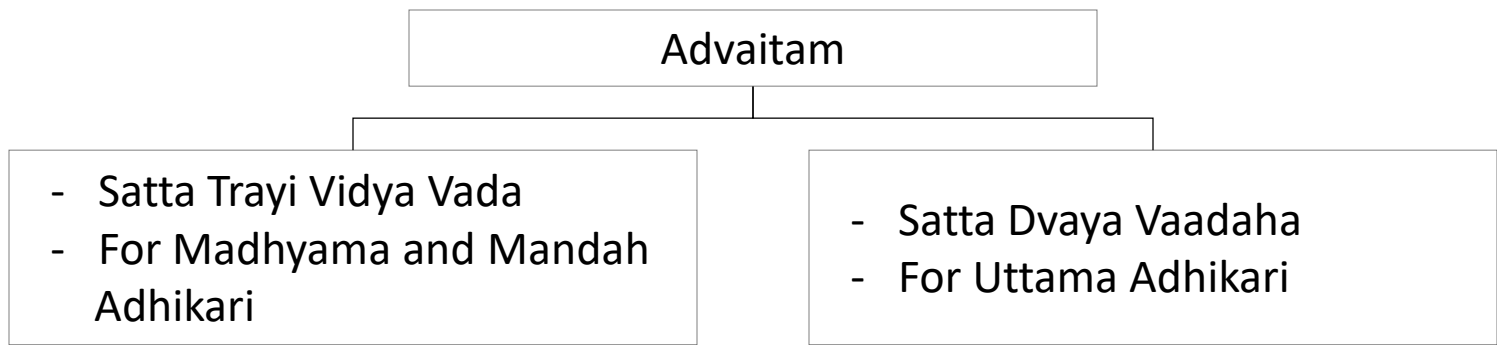 Advaitam
- Satta Trayi Vidya Vada
- For Madhyama and Mandah
Adhikari
- Satta Dvaya Vaadaha
- For Uttama Adhikari